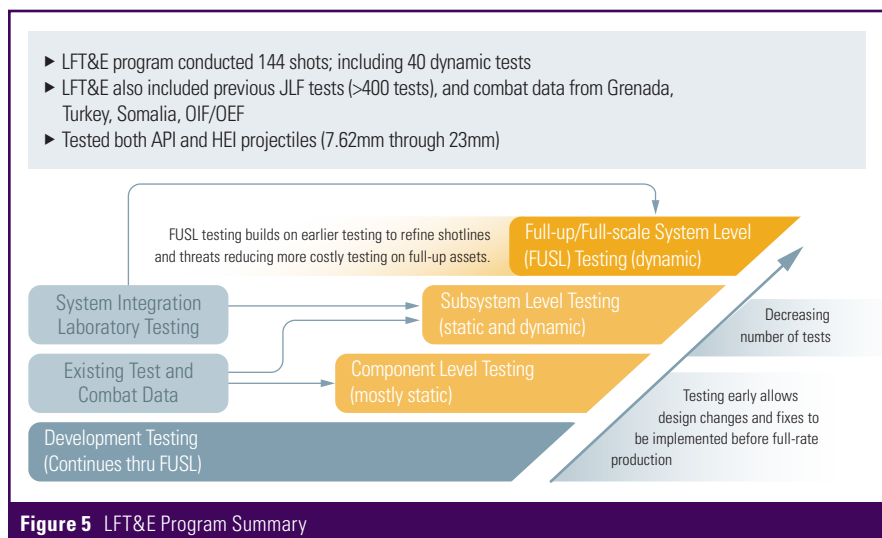 ► LFT&E program conducted 144 shots; including 40 dynamic tests
► LFT&E also included previous JLF tests (>400 tests), and combat data from Grenada,
Turkey, Somalia, OIF/OEF
► Tested both API and HEI projectiles (7.62mm through 23mm)
FUSL testing builds on earlier testing to refine shotlines
and threats reducing more costly testing on full-up assets.
Full-up/Full-scale System Level
(FUSL) Testing (dynamic)
System Integration
Laboratory Testing
Subsystem Level Testing
(static and dynamic)
Decreasing
number of tests
Existing Test and
Combat Data
Component Level Testing
(mostly static)
Testing early allows
design changes and fixes to
be implemented before full-rate
production
Development Testing
(Continues thru FUSL)
Figure 5 LFT&E Program Summary